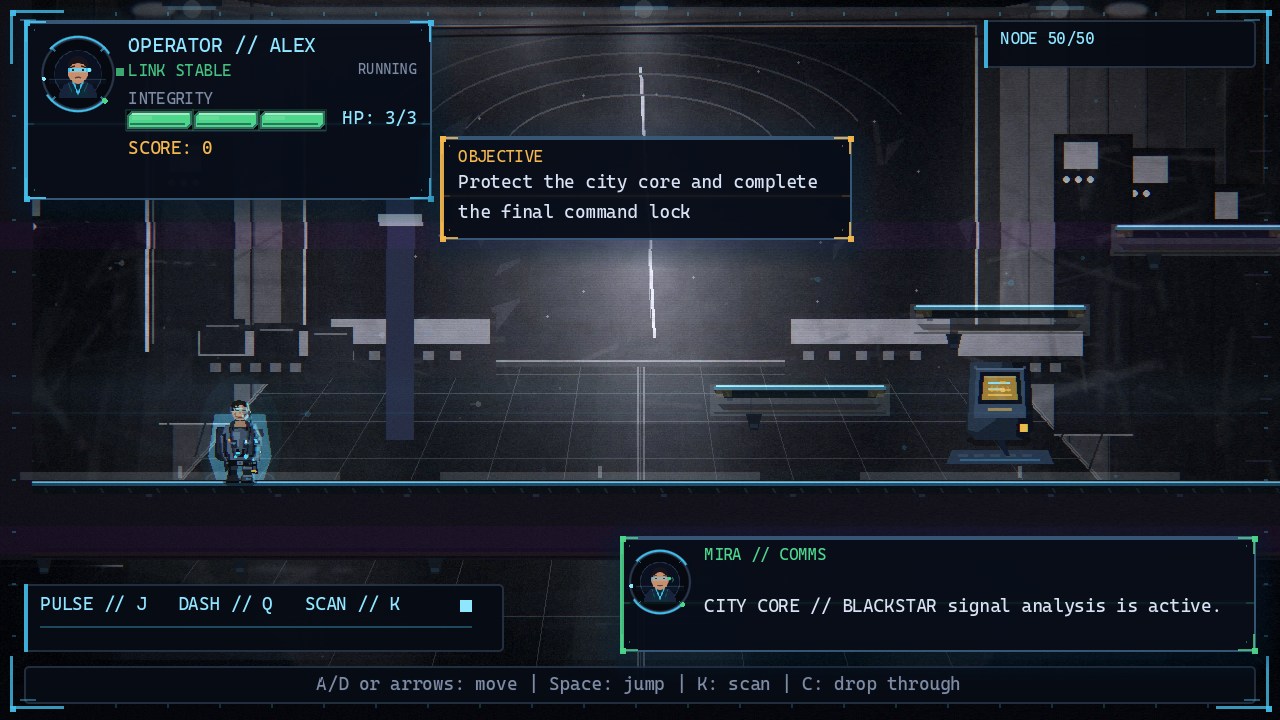 OPERATOR // ALEX
LINK STABLE
RUNNING
INTEGRITY
HP: 3/3
SCORE: 0
NODE 50/50
OBJECTIVE
Protect the city core and complete
the final command lock
MIRA // COMMS
CITY CORE // BLACKSTAR signal analysis is active.
PULSE // J   DASH // Q   SCAN // K
A/D or arrows: move | Space: jump | K: scan | C: drop through